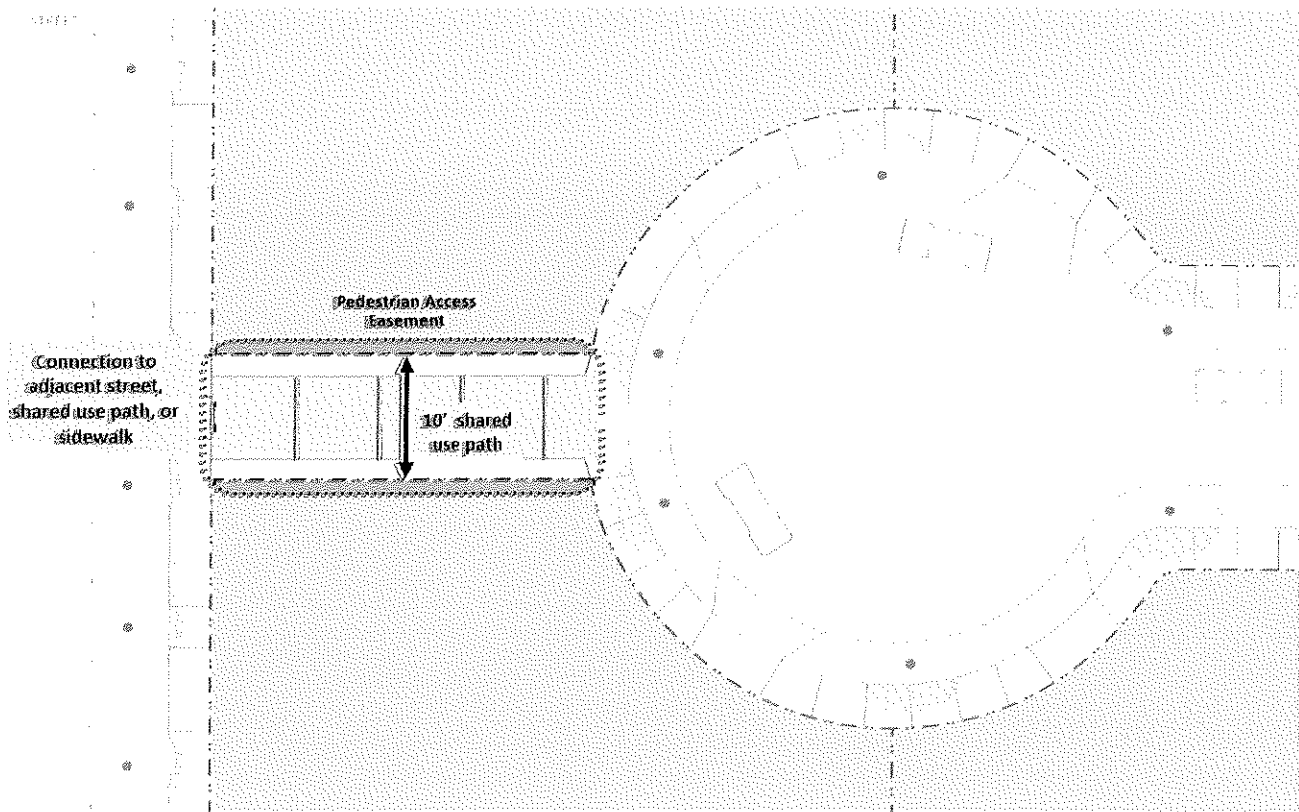 Pedestrian Access
Easement
Connection to
adjacent street,
shared use path, or
sidewalk
10' shared
use path